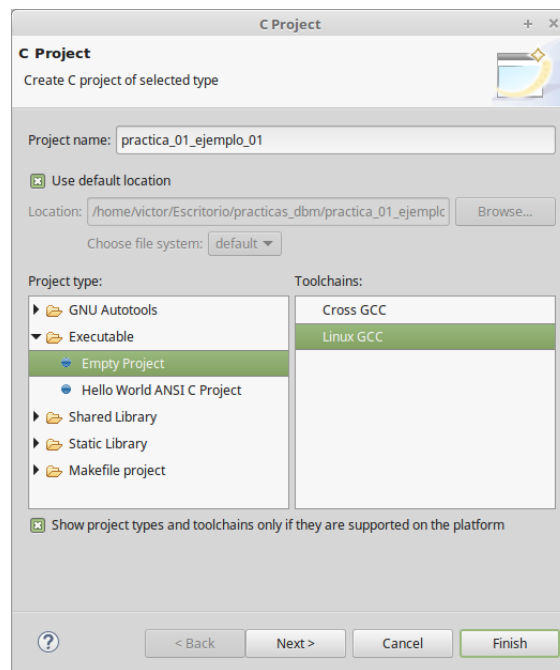 C Project
C Project
Create C project of selected type
Project name: practica_01_ejemplo_01
Use default location
Location: /home/victor/Escritorio/practicas_dbm/practica_01_ejemplo Browse...
Choose file system: default
Project type: Toolchains:
GNU Autotools Cross GCC
Executable Linux GCC
Empty Project
Hello World ANSI C Project
Shared Library
Static Library
Makefile project
Show project types and toolchains only if they are supported on the platform
? < Back Next > Cancel Finish